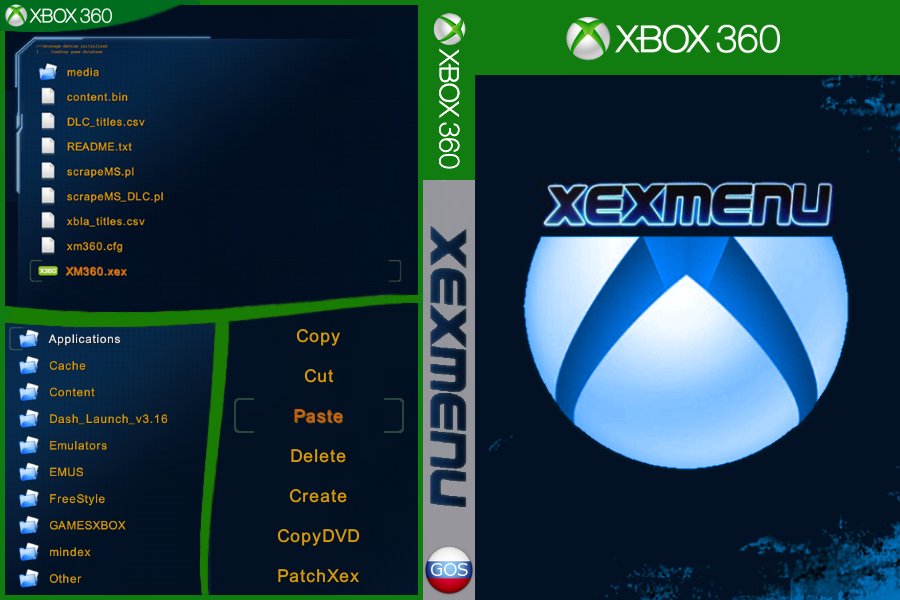 XBOX 360
media
content.bin
DLC_titles.csv
README.txt
scrapeMS.pl
scrapeMS_DLC.pl
xbla_titles.csv
xm360.cfg
X360 XM360.xex
Applications
Cache
Content
Dash_Launch_v3.16
Emulators
EMUS
FreeStyle
GAMESXBOX
mindex
Other
Copy
Cut
Paste
Delete
Create
CopyDVD
PatchXex
XBOX 360
XEXMENU
GOS
XBOX 360
XEXMENU